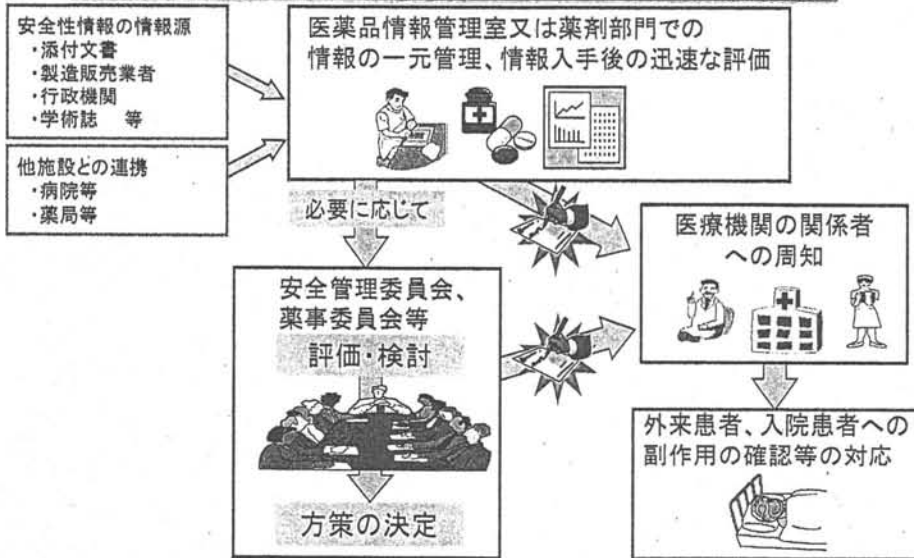 安全性情報の情報源
・添付文書
・製造販売業者
・行政機関
・学術誌 等
他施設との連携
・病院等
・薬局等
医薬品情報管理室又は薬剤部門での
情報の一元管理、情報入手後の迅速な評価
必要に応じて
安全管理委員会、
薬事委員会等
評価・検討
方策の決定
医療機関の関係者
への周知
外来患者、入院患者への
副作用の確認等の対応